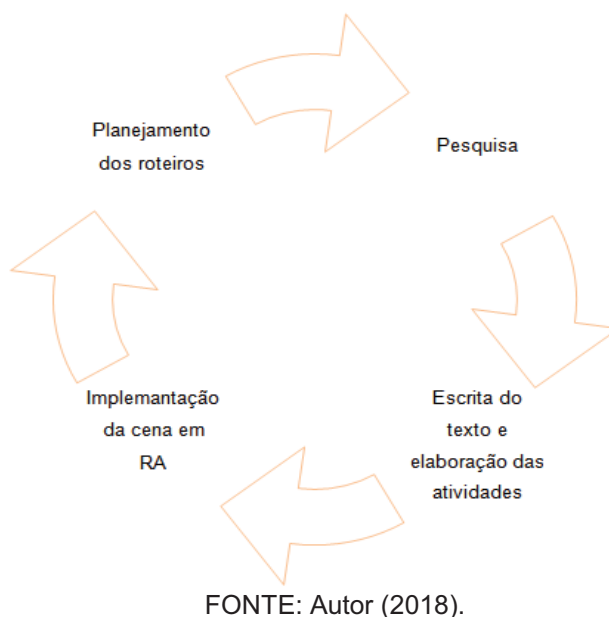 Planejamento
dos roteiros
Pesquisa
Escrita do
texto e
elaboração das
atividades
Implemantação
da cena em
RA
FONTE: Autor (2018).